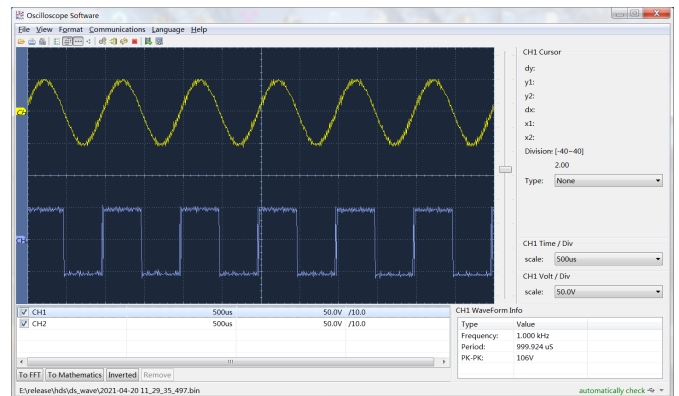 Oscilloscope Software
File View Format Communications Language Help
CH1 Cursor
dy:
y1:
y2:
dx:
x1:
x2:
Division: [-40~40]
2.00
Type: None
CH1 Time / Div
scale: 500us
CH1 Volt / Div
scale: 50.0V
CH1 500us 50.0V /10.0
CH2 500us 50.0V /10.0
CH1 WaveForm Info
Type Value
Frequency: 1.000 kHz
Period: 999.924 uS
PK-PK: 106V
To FFT To Mathematics Inverted Remove
E:\release\hds\ds_wave\2021-04-20 11_29_35_497.bin
automatically check